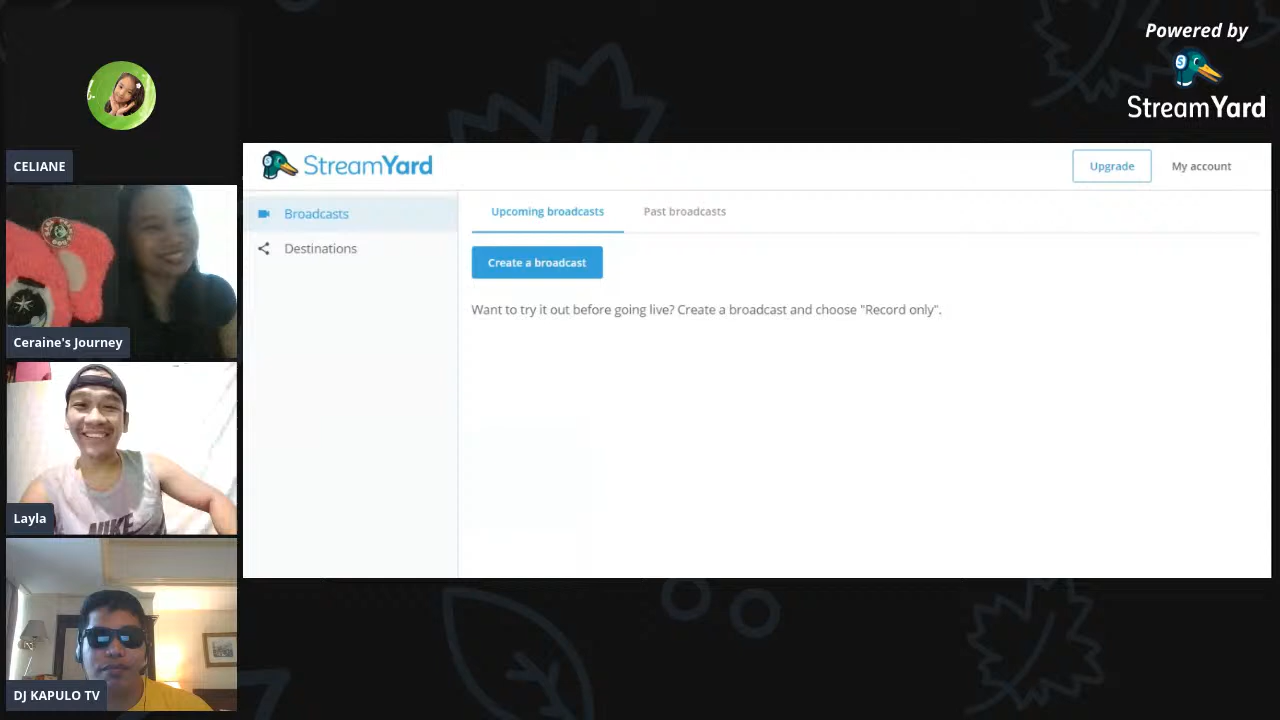 Powered by
StreamYard
CELIANE
Ceraine's Journey
Layla
NIKE
DJ KAPULO TV
StreamYard
Upgrade
My account
Broadcasts
Destinations
Upcoming broadcasts
Past broadcasts
Create a broadcast
Want to try it out before going live? Create a broadcast and choose "Record only".